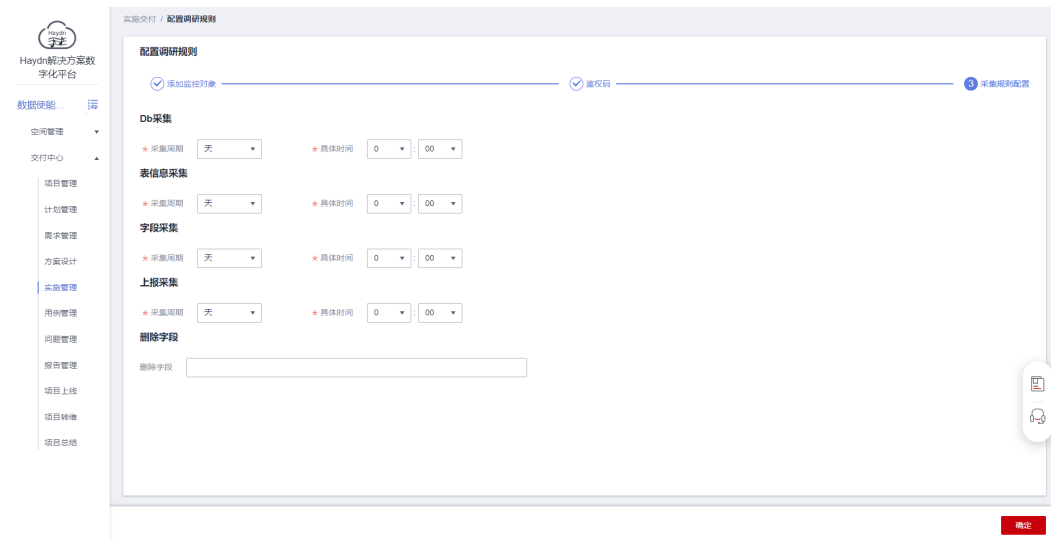 实施交付 / 配置调研规则
Haydn
Haydn解决方案数
字化平台
数据使能...
空间管理
交付中心
项目管理
计划管理
需求管理
方案设计
实施管理
用例管理
问题管理
报告管理
项目上线
项目转维
项目总结
配置调研规则
添加监控对象
鉴权码
3 采集规则配置
Db采集
* 采集周期 天 * 具体时间 0 : 00
表信息采集
* 采集周期 天 * 具体时间 0 : 00
字段采集
* 采集周期 天 * 具体时间 0 : 00
上报采集
* 采集周期 天 * 具体时间 0 : 00
删除字段
删除字段
确定